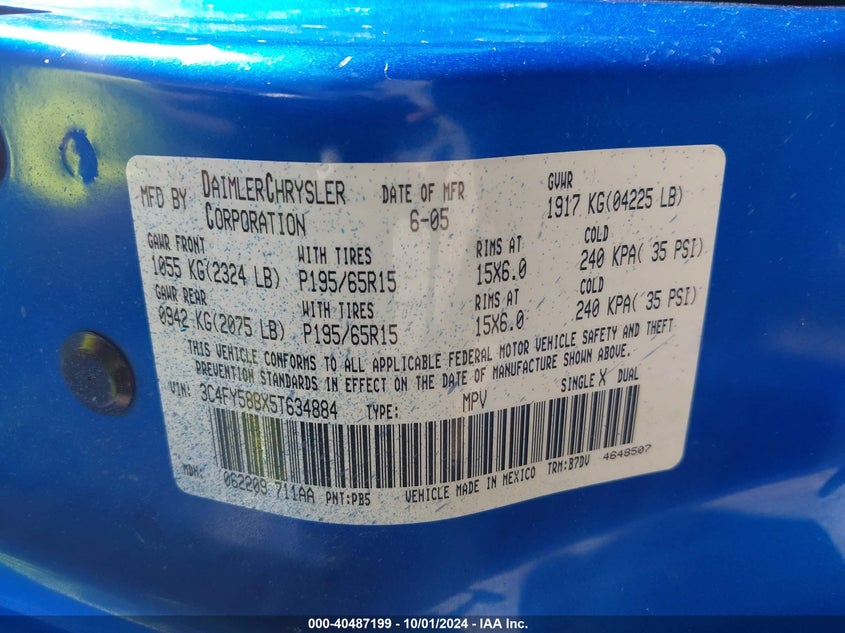 MFD BY DAIMLERCHRYSLER CORPORATION DATE OF MFR 6-05 GVWR 1917 KG(04225 LB)
GAWR FRONT WITH TIRES RIMS AT COLD
1055 KG(2324 LB) P195/65R15 15X6.0 240 KPA( 35 PSI)
GAWR REAR WITH TIRES RIMS AT COLD
0942 KG(2075 LB) P195/65R15 15X6.0 240 KPA( 35 PSI)
THIS VEHICLE CONFORMS TO ALL APPLICABLE FEDERAL MOTOR VEHICLE SAFETY AND THEFT
PREVENTION STANDARDS IN EFFECT ON THE DATE OF MANUFACTURE SHOWN ABOVE.
VIN: 3C4FY58BX5T634884 TYPE: MPV SINGLE X DUAL
MDH: 062209 711AA PNT:PB5 VEHICLE MADE IN MEXICO TRM:B7DV 4648507
000-40487199 - 10/01/2024 - IAA Inc.